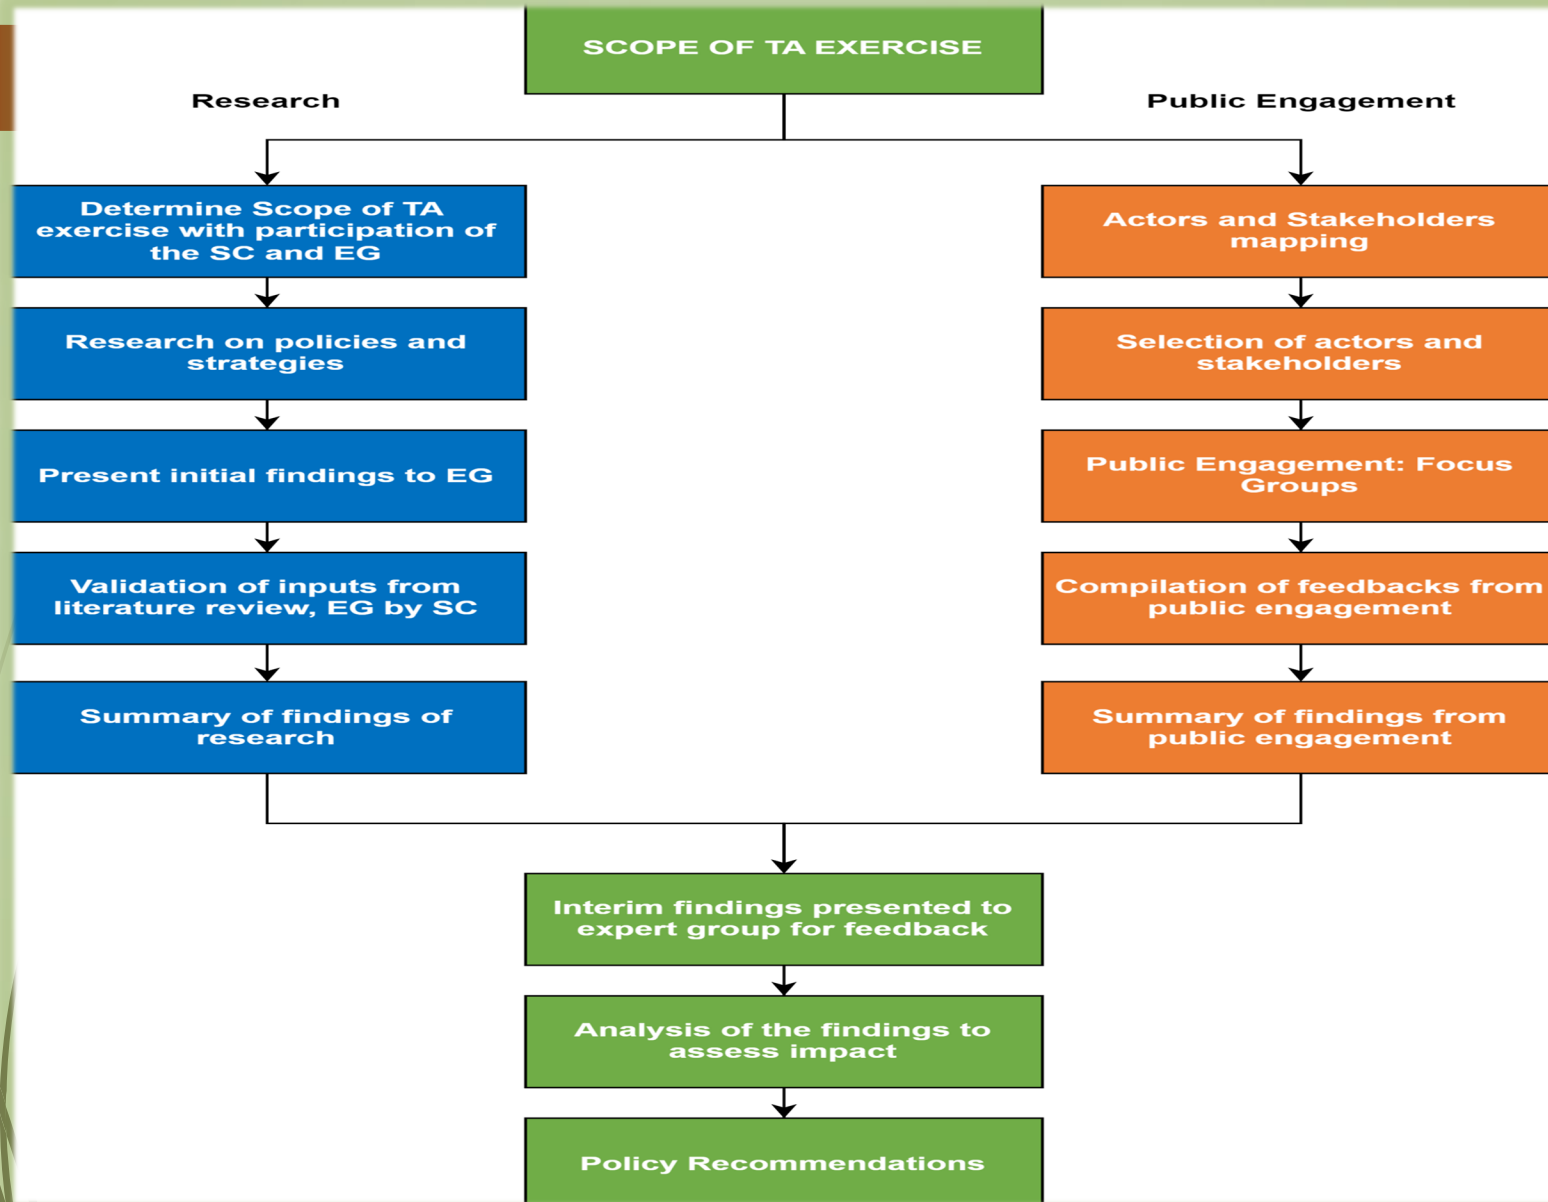 SCOPE OF TA EXERCISE
Research
Public Engagement
Determine Scope of TA
exercise with participation of
the SC and EG
Research on policies and
strategies
Present initial findings to EG
Validation of inputs from
literature review, EG by SC
Summary of findings of
research
Actors and Stakeholders
mapping
Selection of actors and
stakeholders
Public Engagement: Focus
Groups
Compilation of feedbacks from
public engagement
Summary of findings from
public engagement
Interim findings presented to
expert group for feedback
Analysis of the findings to
assess impact
Policy Recommendations